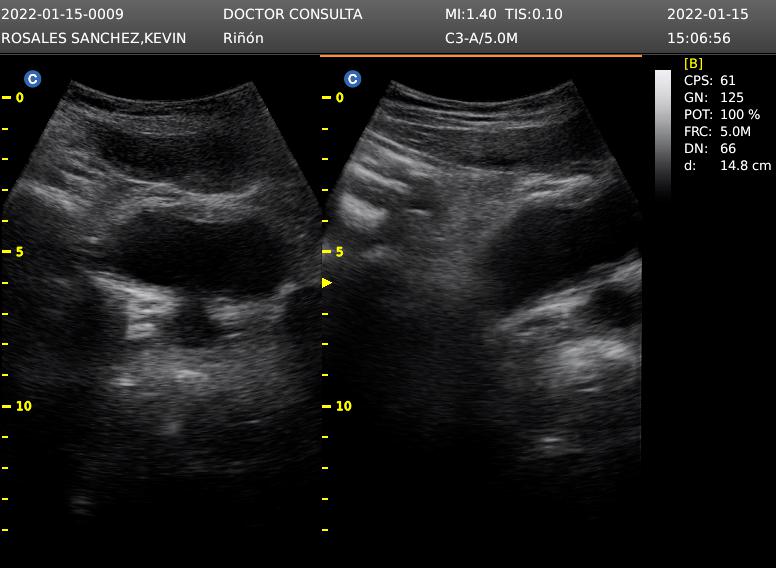 2022-01-15-0009 DOCTOR CONSULTA MI:1.40 TIS:0.10 2022-01-15
ROSALES SANCHEZ,KEVIN Riñón C3-A/5.0M 15:06:56
[B]
C C
CPS: 61
0 0
GN: 125
POT: 100 %
FRC: 5.0M
DN: 66
d: 14.8 cm
5 5
10 10